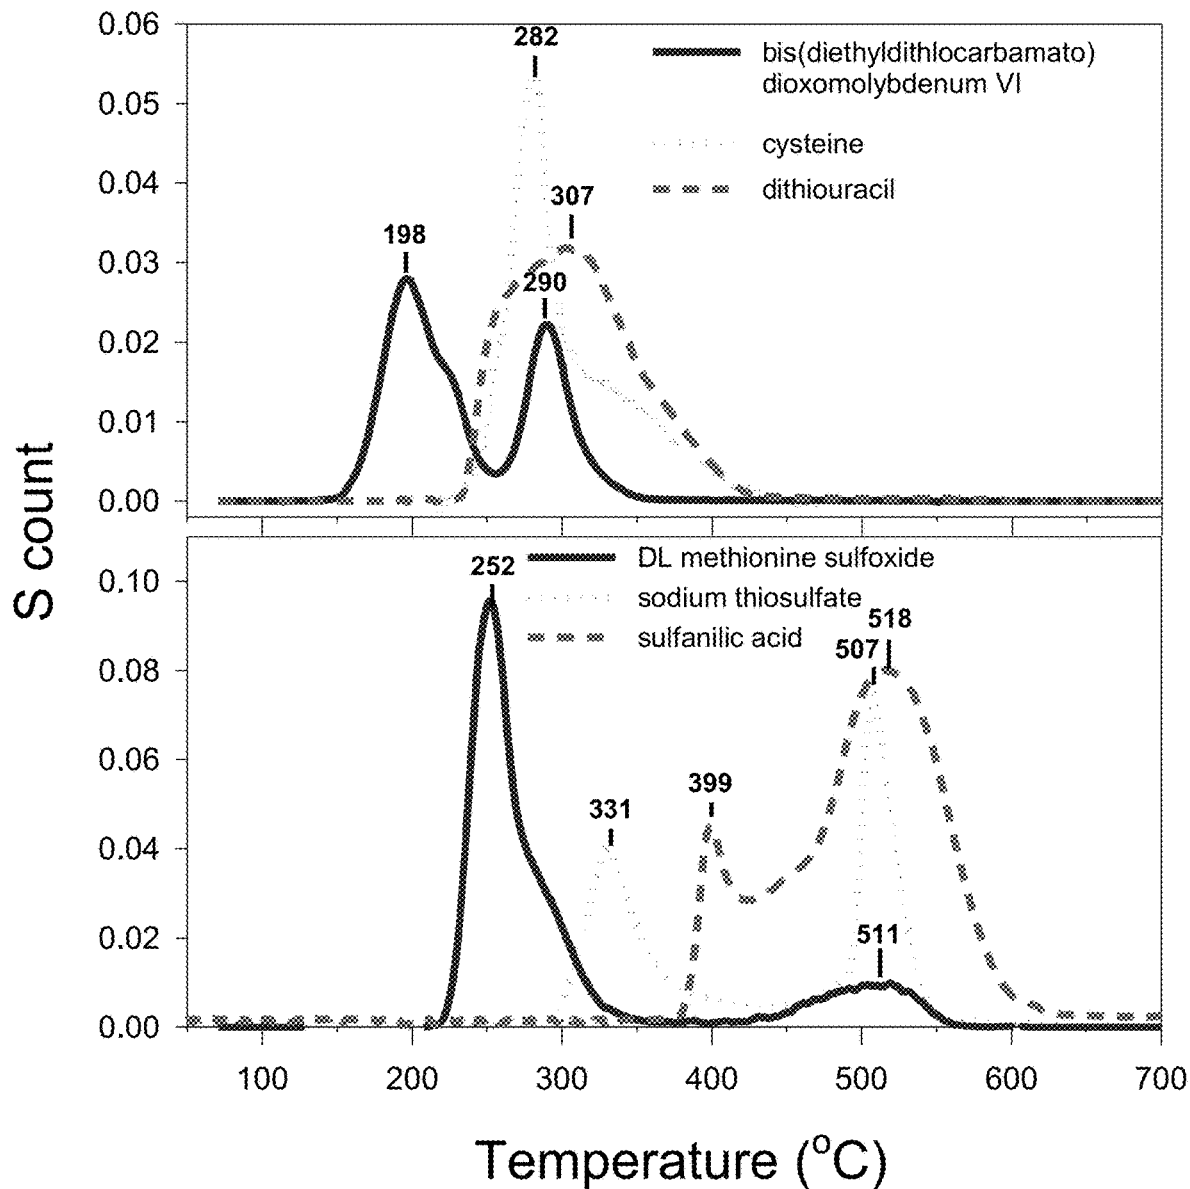 0.06
0.05
0.04
0.03
0.02
0.01
0.00
282
307
198
290
bis(diethyldithlocarbamato)
dioxomolybdenum VI
cysteine
dithiouracil
S count
0.10
0.08
0.06
0.04
0.02
0.00
252
DL methionine sulfoxide
sodium thiosulfate
sulfanilic acid
518
507
399
331
511
100 200 300 400 500 600 700
Temperature (°C)